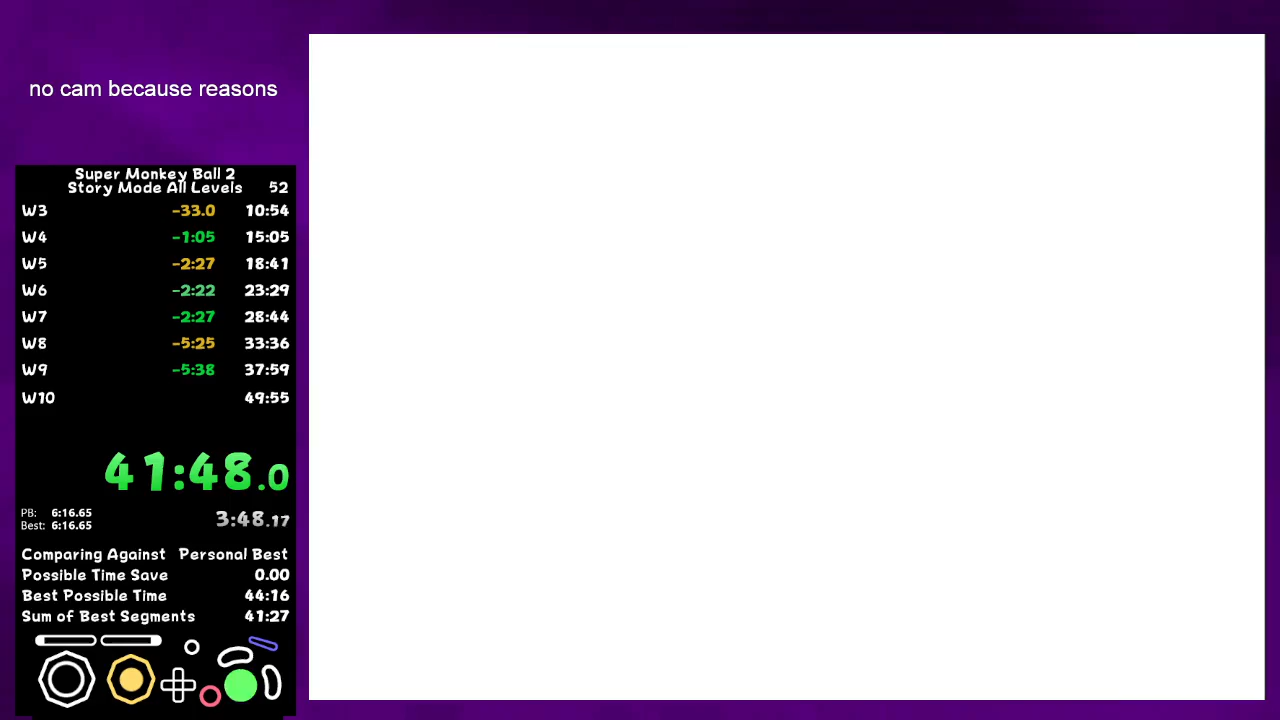 no cam because reasons
Super Monkey Ball 2
Story Mode All Levels 52
W3 -33.0 10:54
W4 -1:05 15:05
W5 -2:27 18:41
W6 -2:22 23:29
W7 -2:27 28:44
W8 -5:25 33:36
W9 -5:38 37:59
W10 49:55
41:48.0
PB: 6:16.65
Best: 6:16.65
3:48.17
Comparing Against Personal Best
Possible Time Save 0.00
Best Possible Time 44:16
Sum of Best Segments 41:27